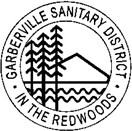 GARBERVILLE SANITARY DISTRICT
• IN THE REDWOODS •